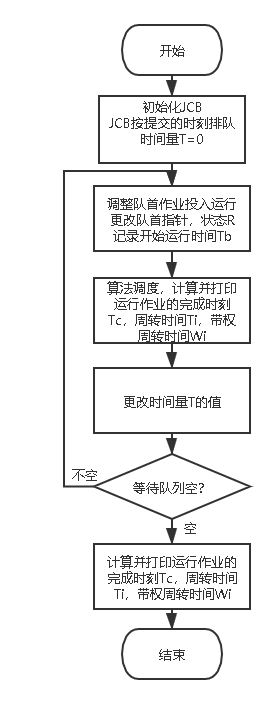 开始
初始化JCB
JCB按提交的时刻排队
时间量T=0
调整队首作业投入运行
更改队首指针，状态R
记录开始运行时间Tb
算法调度，计算并打印
运行作业的完成时刻
Tc，周转时间Ti，带权
周转时间Wi
更改时间量T的值
不空
等待队列空？
空
计算并打印运行作业的
完成时刻Tc，周转时间
Ti，带权周转时间Wi
结束